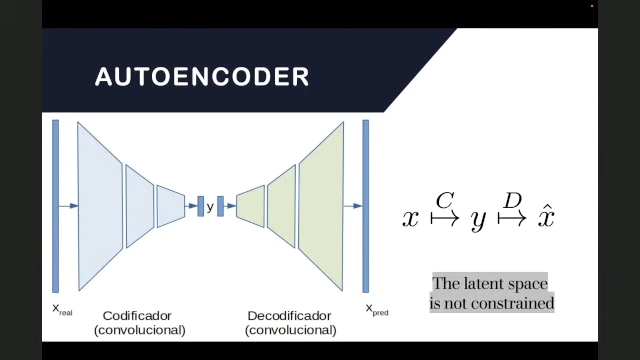 AUTOENCODER
y
x C↦ y D↦ x̂
The latent space
is not constrained
x_real
Codificador
(convolucional)
Decodificador
(convolucional)
x_pred